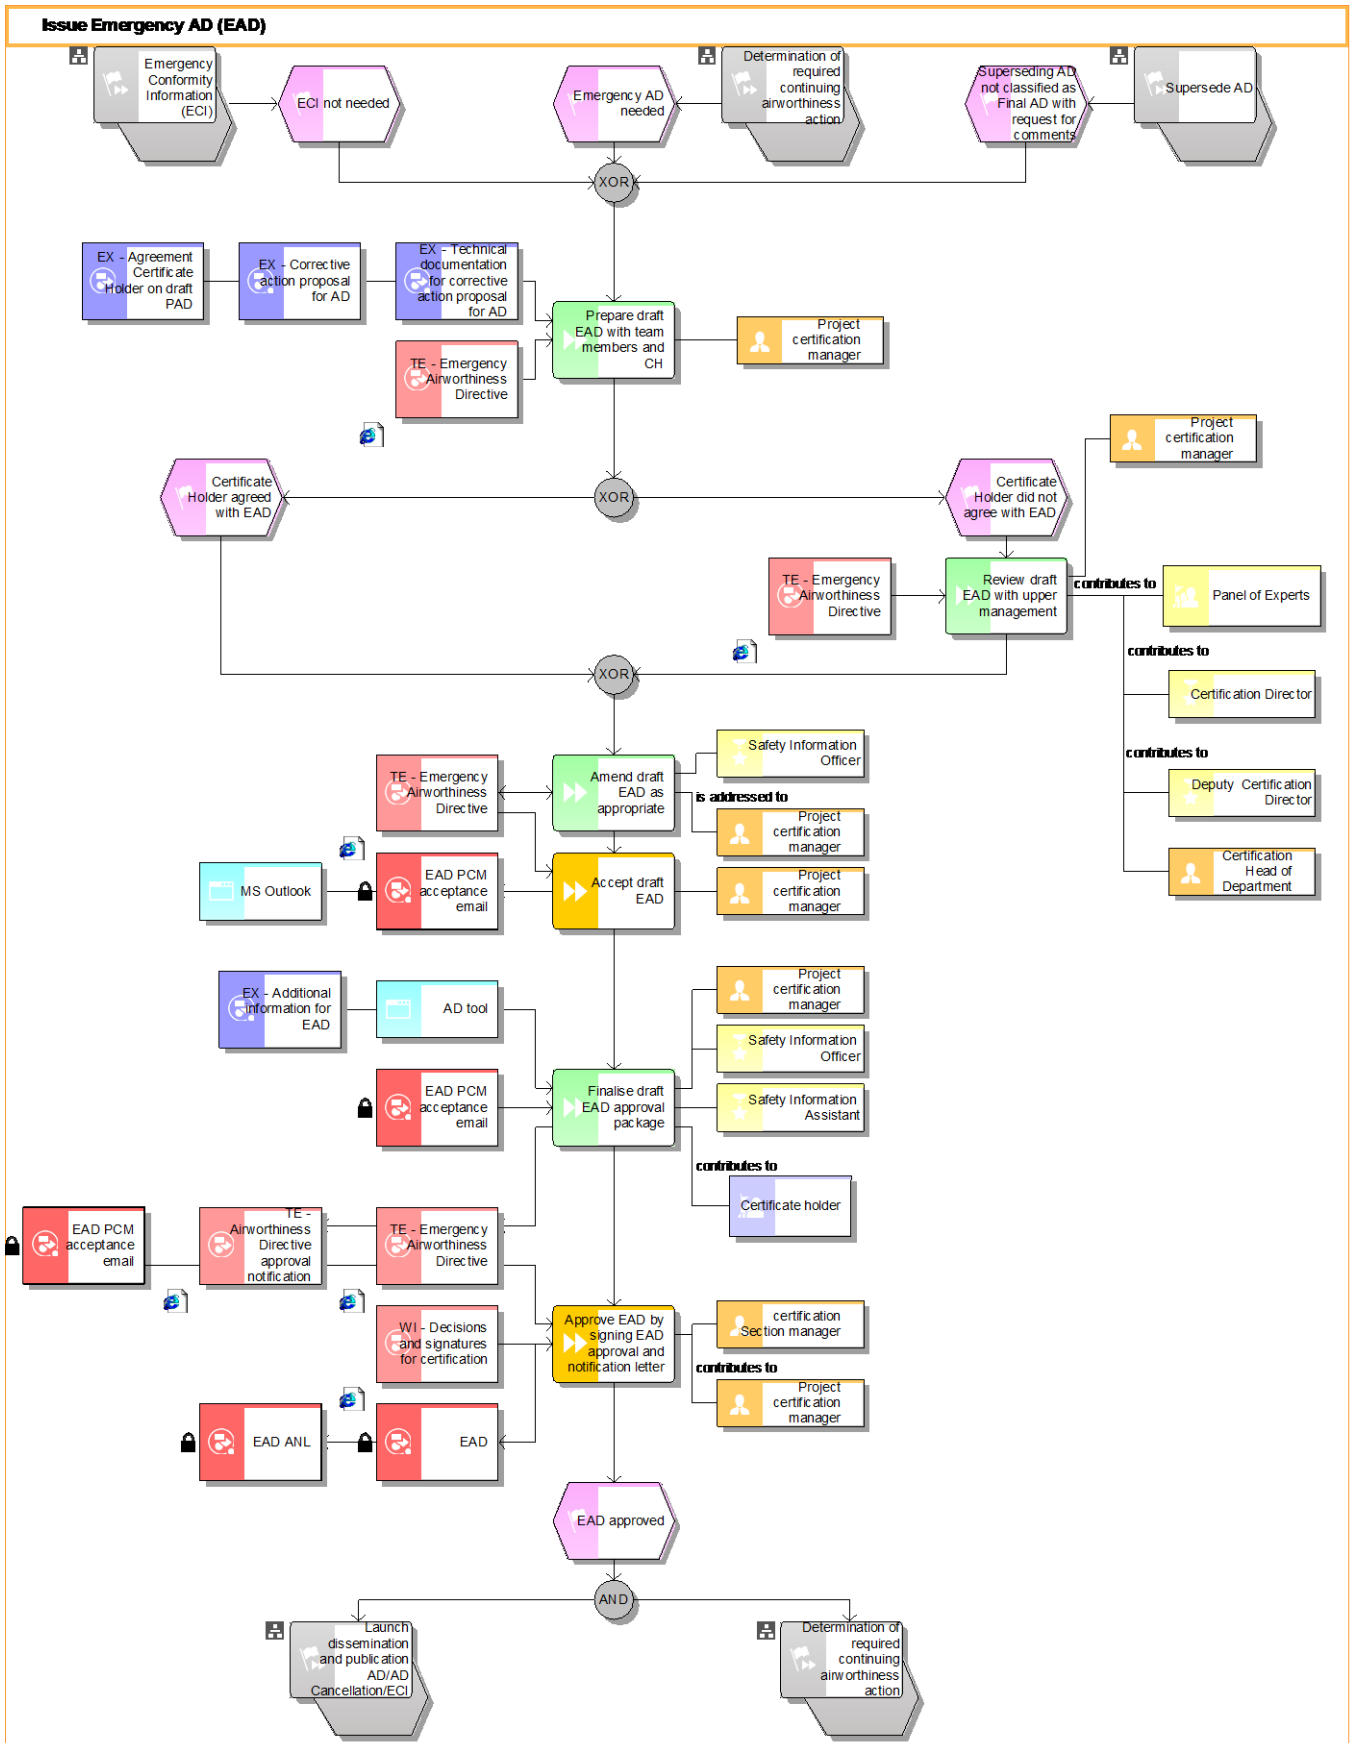 Issue Emergency AD (EAD)
Emergency
Conformity
Information
(ECI)
ECI not needed
Emergency AD
needed
Determination of
required
continuing
airworthiness
action
Superseding AD
not classified as
Final AD with
request for
comments
Supersede AD
XOR
EX - Agreement
Certificate
Holder on draft
PAD
EX - Corrective
action proposal
for AD
EX - Technical
documentation
for corrective
action proposal
for AD
Prepare draft
EAD with team
members and
CH
Project
certification
manager
TE - Emergency
Airworthiness
Directive
Project
certification
manager
Certificate
Holder agreed
with EAD
XOR
Certificate
Holder did not
agree with EAD
TE - Emergency
Airworthiness
Directive
Review draft
EAD with upper
management
contributes to
Panel of Experts
contributes to
XOR
Certification Director
contributes to
Deputy Certification
Director
Certification
Head of
Department
TE - Emergency
Airworthiness
Directive
Amend draft
EAD as
appropriate
Safety Information
Officer
is addressed to
Project
certification
manager
MS Outlook
EAD PCM
acceptance
email
Accept draft
EAD
Project
certification
manager
EX - Additional
information for
EAD
AD tool
Project
certification
manager
Safety Information
Officer
EAD PCM
acceptance
email
Finalise draft
EAD approval
package
Safety Information
Assistant
contributes to
Certificate holder
EAD PCM
acceptance
email
TE -
Airworthiness
Directive
approval
notification
TE - Emergency
Airworthiness
Directive
WI - Decisions
and signatures
for certification
Approve EAD by
signing EAD
approval and
notification letter
certification
Section manager
contributes to
Project
certification
manager
EAD ANL
EAD
EAD approved
AND
Launch
dissemination
and publication
AD/AD
Cancellation/ECI
Determination of
required
continuing
airworthiness
action